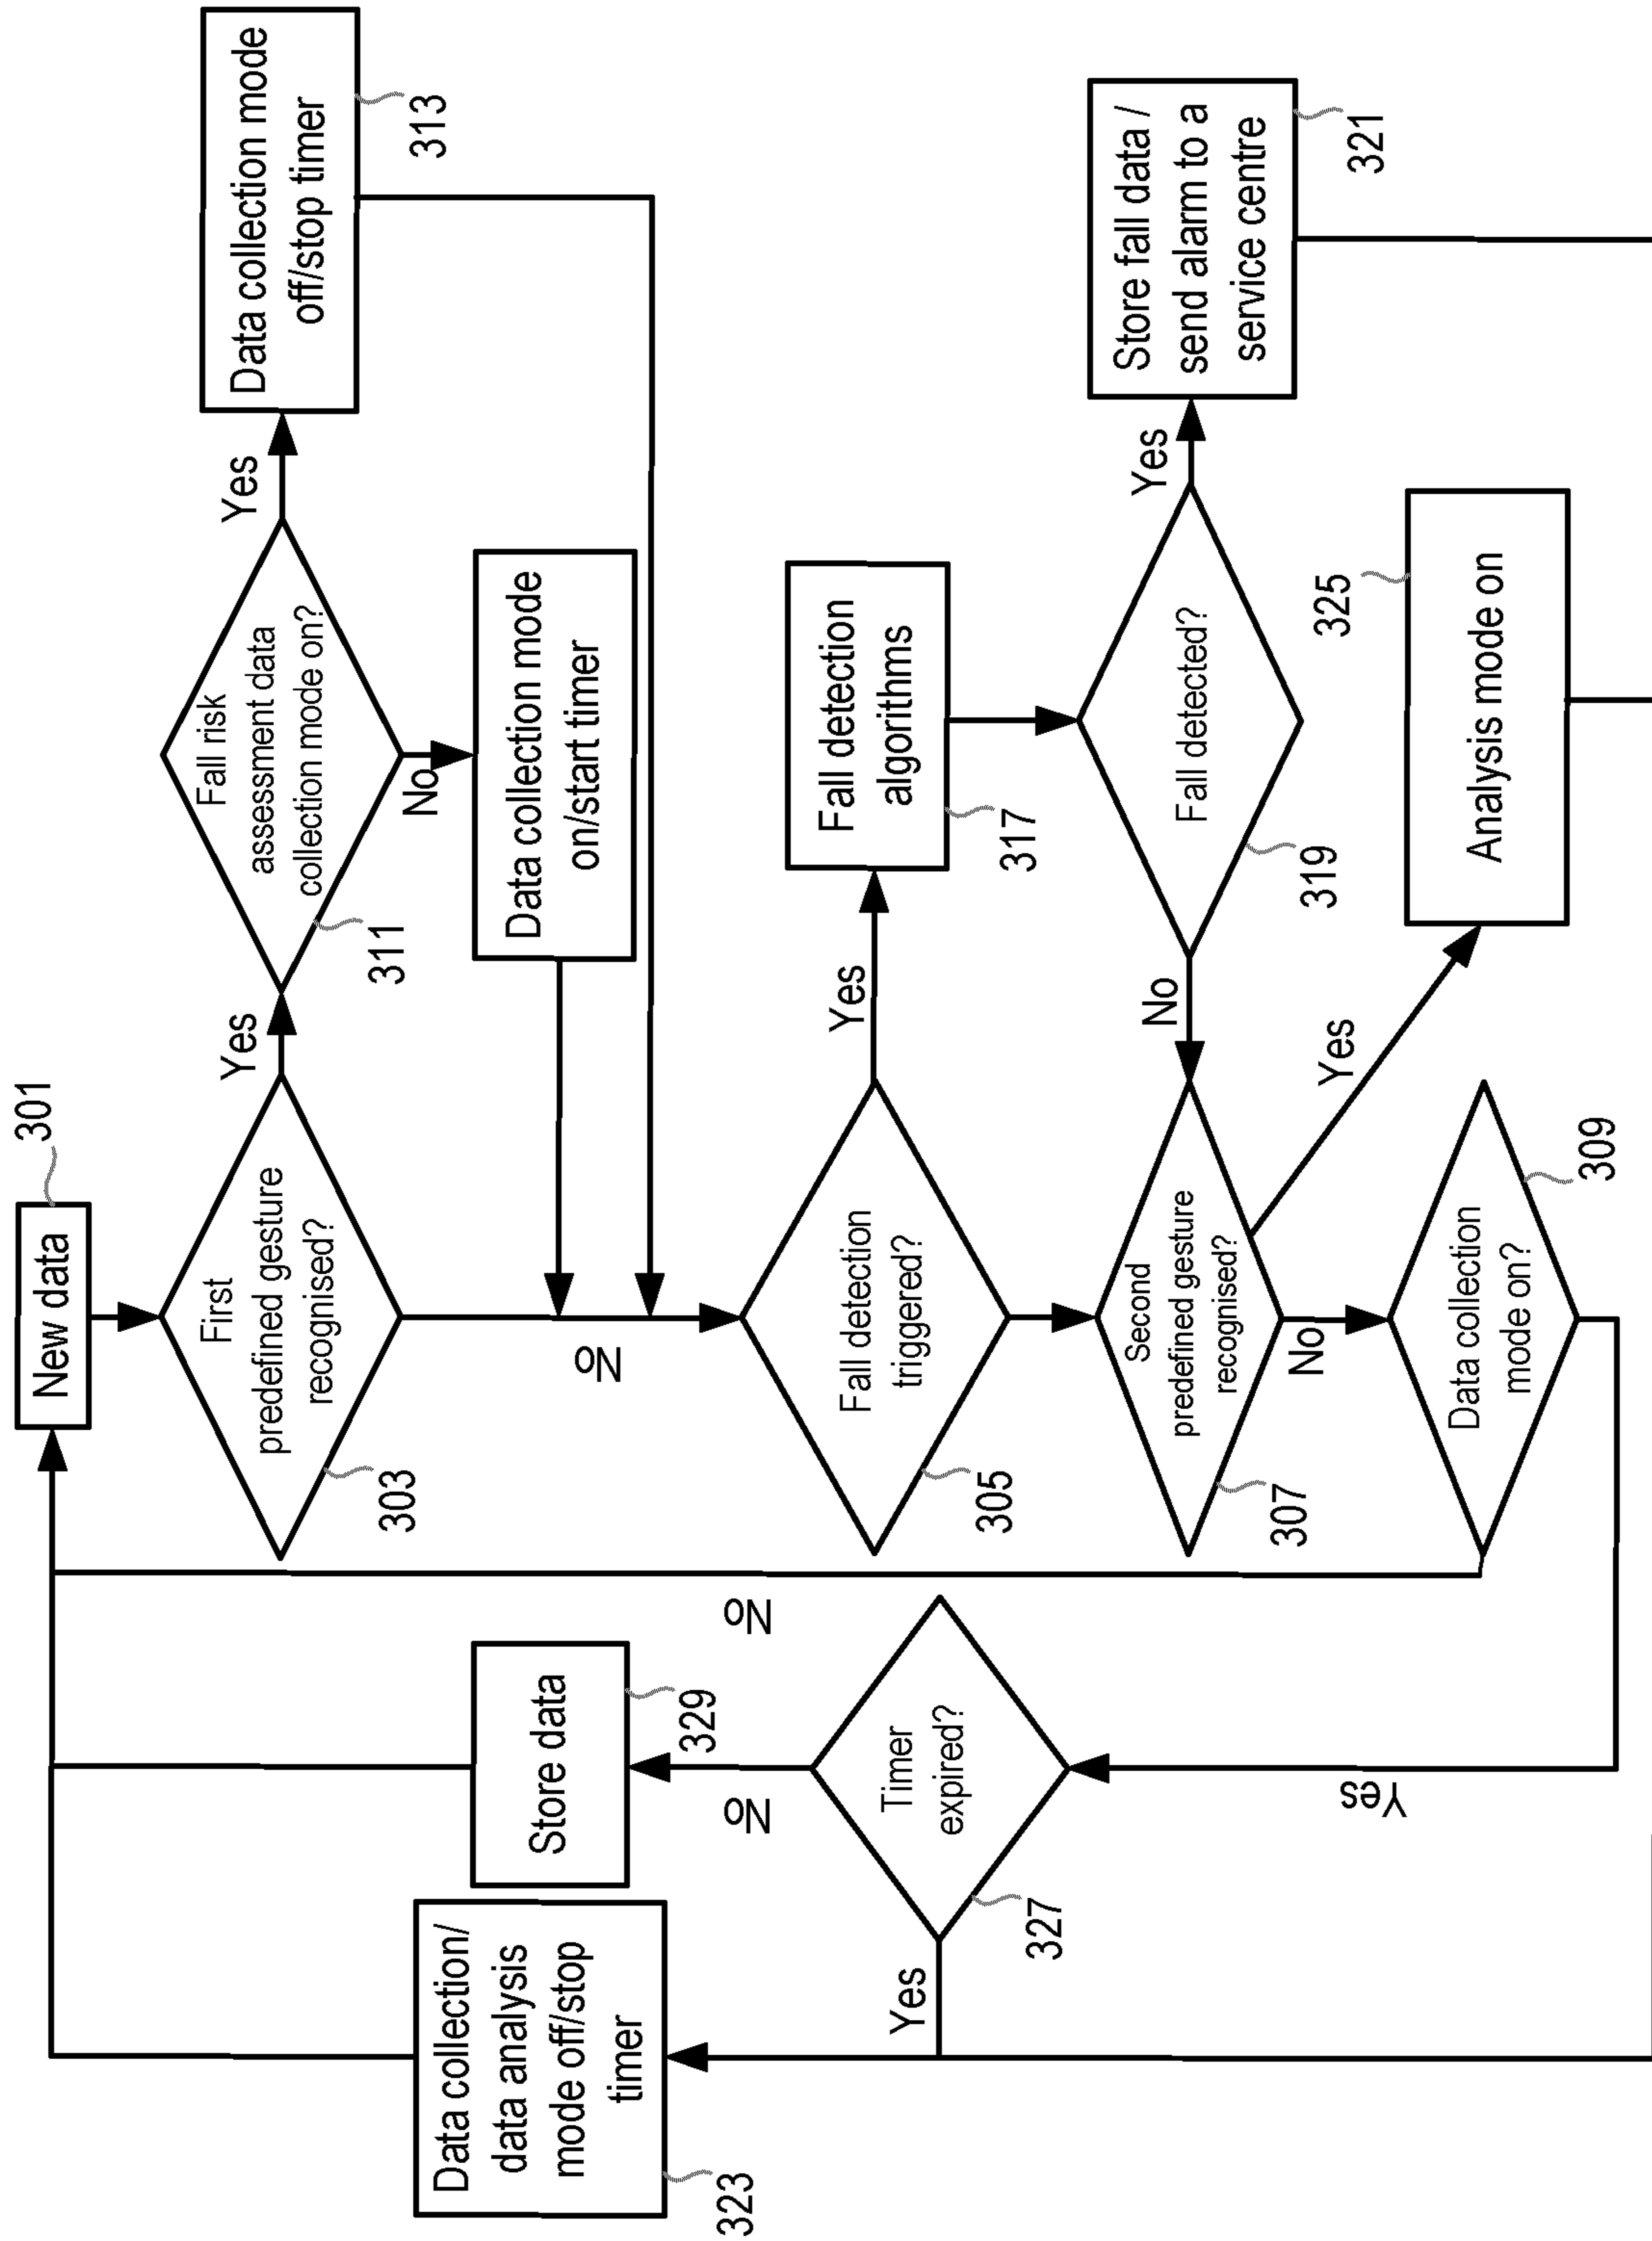 301
New data
First
predefined gesture
recognised?
303
Yes
Fall risk
assessment data
collection mode on?
311
Yes
Data collection mode
off/stop timer
313
No
Data collection mode
on/start timer
No
Fall detection
triggered?
305
Yes
Fall detection
algorithms
317
Fall detected?
319
Yes
Store fall data /
send alarm to a
service centre
321
No
Second
predefined gesture
recognised?
307
Yes
325
Analysis mode on
No
Data collection
mode on?
309
No
Yes
Timer
expired?
327
No
Store data
329
Yes
Data collection/
data analysis
mode off/stop
timer
323